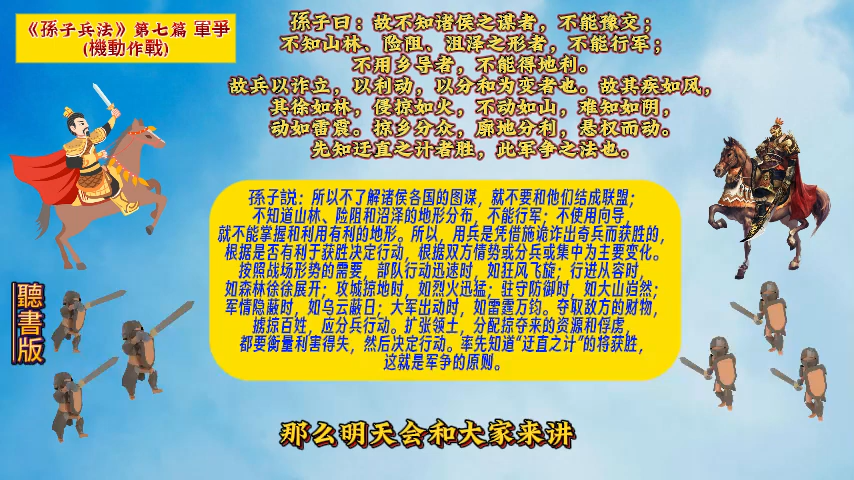 《孫子兵法》第七篇 軍爭
(機動作戰)
孫子曰：故不知诸侯之谋者，不能豫交；
不知山林、险阻、沮泽之形者，不能行军；
不用乡导者，不能得地利。
故兵以诈立，以利动，以分和为变者也。故其疾如风，
其徐如林，侵掠如火，不动如山，难知如阴，
动如雷震。掠乡分众，廓地分利，悬权而动。
先知迂直之计者胜，此军争之法也。
孫子説：所以不了解诸侯各国的图谋，就不要和他们结成联盟；
不知道山林、险阻和沼泽的地形分布，不能行军；不使用向导，
就不能掌握和利用有利的地形。所以，用兵是凭借施诡诈出奇兵而获胜的，
根据是否有利于获胜决定行动，根据双方情势或分兵或集中为主要变化。
按照战场形势的需要，部队行动迅速时，如狂风飞旋；行进从容时，
如森林徐徐展开；攻城掠地时，如烈火迅猛；驻守防御时，如大山岿然；
军情隐蔽时，如乌云蔽日；大军出动时，如雷霆万钧。夺取敌方的财物，
掳掠百姓，应分兵行动。扩张领土，分配掠夺来的资源和俘虏，
都要衡量利害得失，然后决定行动。率先知道“迂直之计”的将获胜，
这就是军争的原则。
聽書版
那么明天会和大家来讲